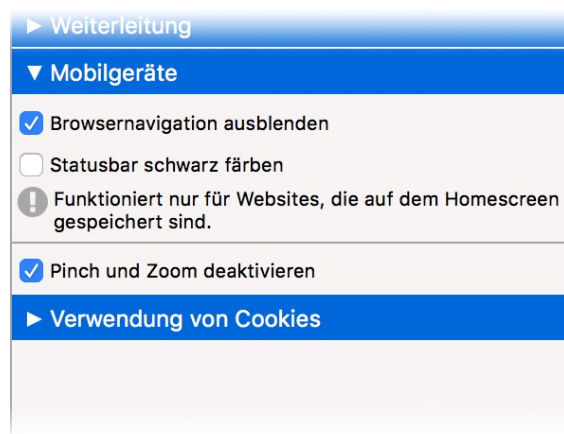 Weiterleitung
Mobilgeräte
Browsernavigation ausblenden
Statusbar schwarz färben
Funktioniert nur für Websites, die auf dem Homescreen
gespeichert sind.
Pinch und Zoom deaktivieren
Verwendung von Cookies